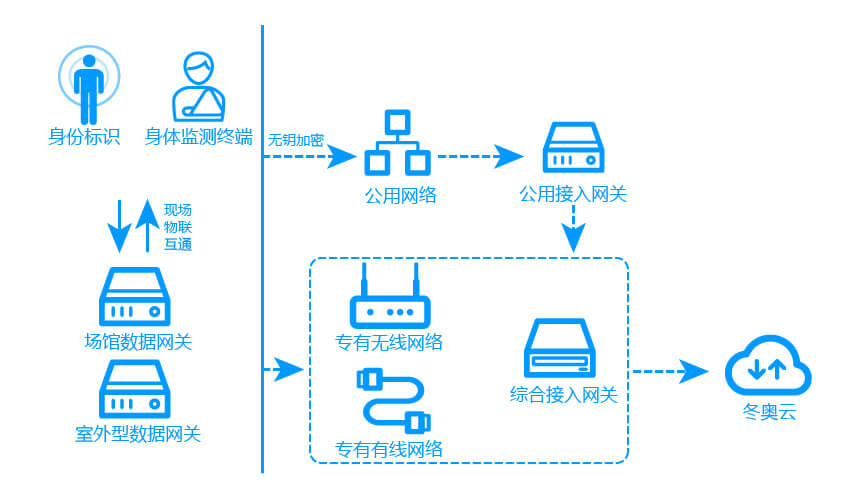 身份标识
身体监测终端
无钥加密
公用网络
公用接入网关
现场
物联
互通
场馆数据网关
室外型数据网关
专有无线网络
专有有线网络
综合接入网关
冬奥云